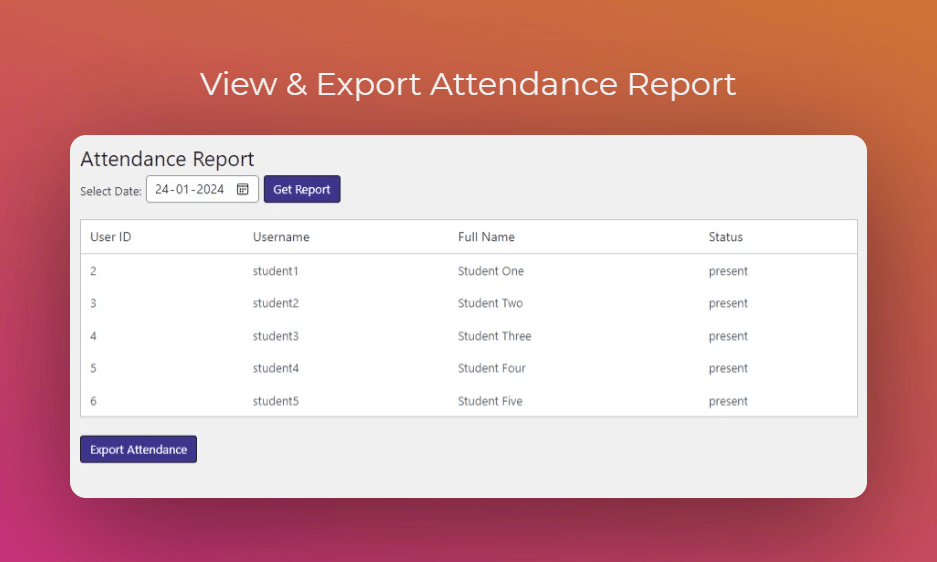 View & Export Attendance Report
Attendance Report
Select Date: 24-01-2024 Get Report
User ID Username Full Name Status
2 student1 Student One present
3 student2 Student Two present
4 student3 Student Three present
5 student4 Student Four present
6 student5 Student Five present
Export Attendance